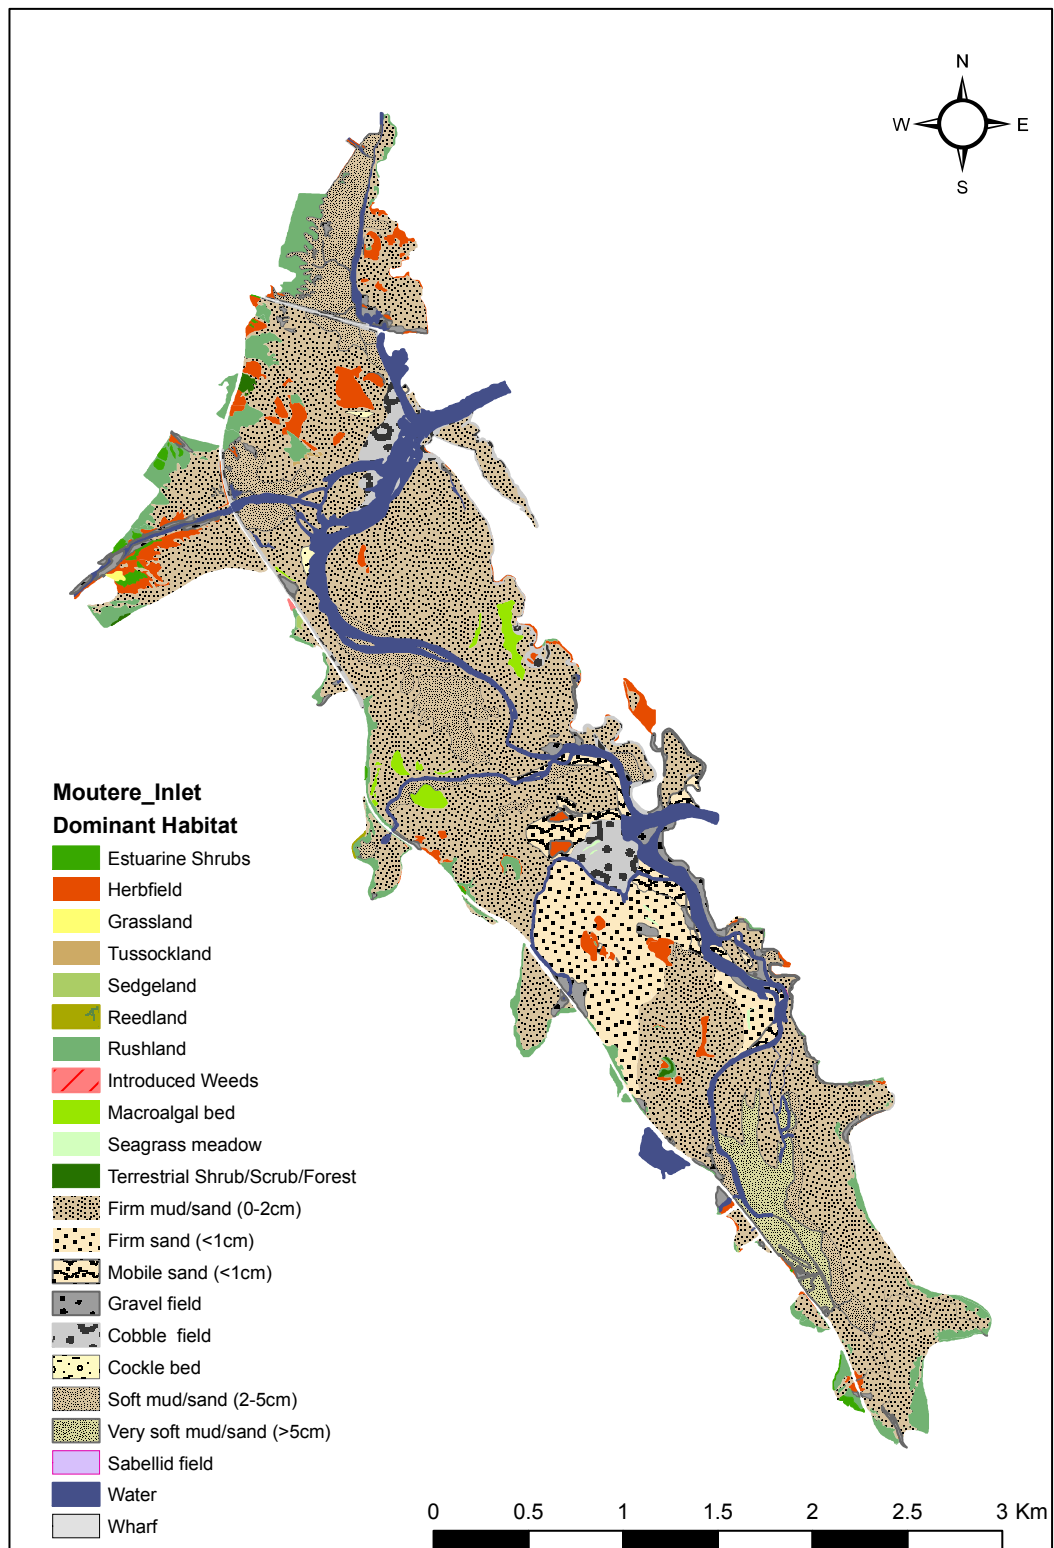 N
W E
S
Moutere_Inlet
Dominant Habitat
Estuarine Shrubs
Herbfield
Grassland
Tussockland
Sedgeland
Reedland
Rushland
Introduced Weeds
Macroalgal bed
Seagrass meadow
Terrestrial Shrub/Scrub/Forest
Firm mud/sand (0-2cm)
Firm sand (<1cm)
Mobile sand (<1cm)
Gravel field
Cobble field
Cockle bed
Soft mud/sand (2-5cm)
Very soft mud/sand (>5cm)
Sabellid field
Water
Wharf
0 0.5 1 1.5 2 2.5 3 Km